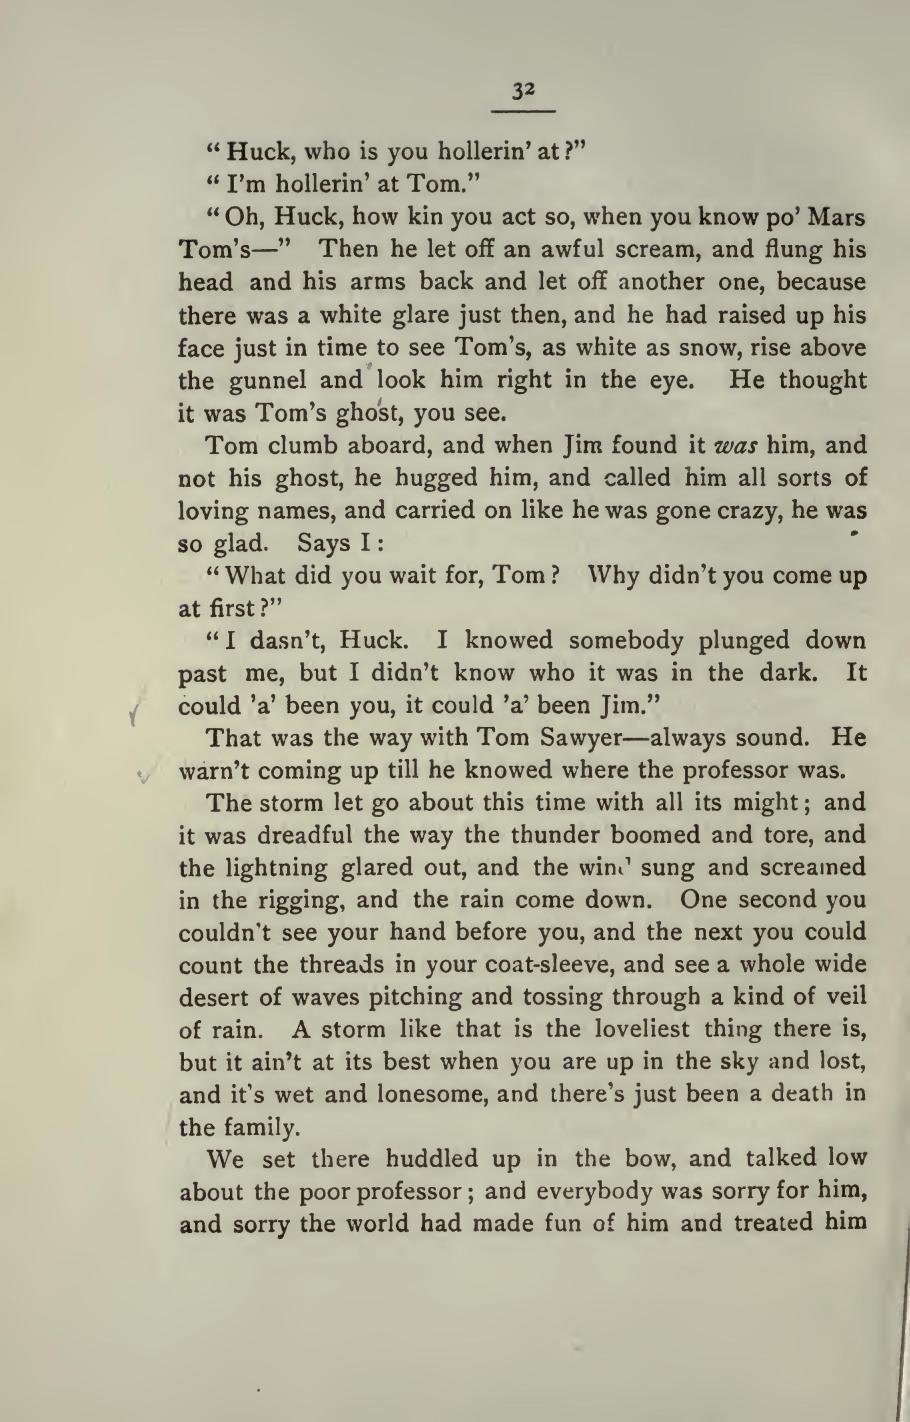 32
“ Huck, who is you hollerin’ at ?”
“ I’m hollerin’ at Tom.”
“ Oh, Huck, how kin you act so, when you know po’ Mars
Tom’s—” Then he let off an awful scream, and flung his
head and his arms back and let off another one, because
there was a white glare just then, and he had raised up his
face just in time to see Tom’s, as white as snow, rise above
the gunnel and look him right in the eye. He thought
it was Tom’s ghost, you see.
Tom clumb aboard, and when Jim found it was him, and
not his ghost, he hugged him, and called him all sorts of
loving names, and carried on like he was gone crazy, he was
so glad. Says I :
“ What did you wait for, Tom ? Why didn’t you come up
at first ?”
“ I dasn’t, Huck. I knowed somebody plunged down
past me, but I didn’t know who it was in the dark. It
could ’a’ been you, it could ’a’ been Jim.”
That was the way with Tom Sawyer—always sound. He
warn’t coming up till he knowed where the professor was.
The storm let go about this time with all its might ; and
it was dreadful the way the thunder boomed and tore, and
the lightning glared out, and the wind sung and screamed
in the rigging, and the rain come down. One second you
couldn’t see your hand before you, and the next you could
count the threads in your coat-sleeve, and see a whole wide
desert of waves pitching and tossing through a kind of veil
of rain. A storm like that is the loveliest thing there is,
but it ain’t at its best when you are up in the sky and lost,
and it’s wet and lonesome, and there’s just been a death in
the family.
We set there huddled up in the bow, and talked low
about the poor professor ; and everybody was sorry for him,
and sorry the world had made fun of him and treated him